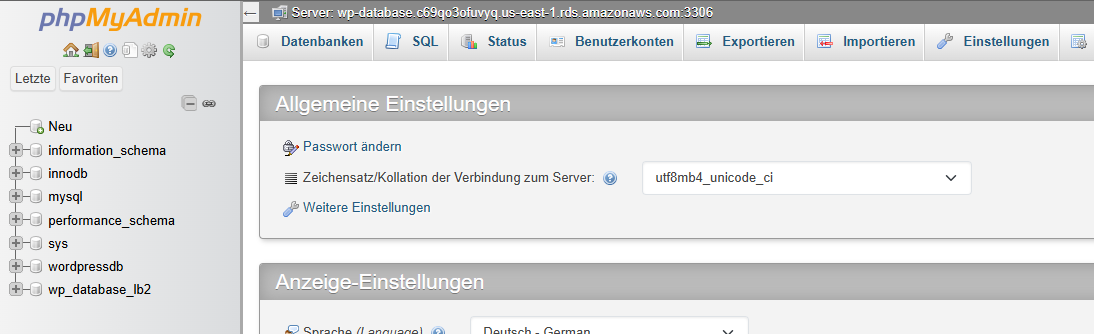 phpMyAdmin
Letzte Favoriten
Neu
information_schema
innodb
mysql
performance_schema
sys
wordpressdb
wp_database_lb2
Server: wp-database.c69qo3ofuvyq.us-east-1.rds.amazonaws.com:3306
Datenbanken SQL Status Benutzerkonten Exportieren Importieren Einstellungen
Allgemeine Einstellungen
Passwort ändern
Zeichensatz/Kollation der Verbindung zum Server: utf8mb4_unicode_ci
Weitere Einstellungen
Anzeige-Einstellungen
Sprache (Language) Deutsch - German